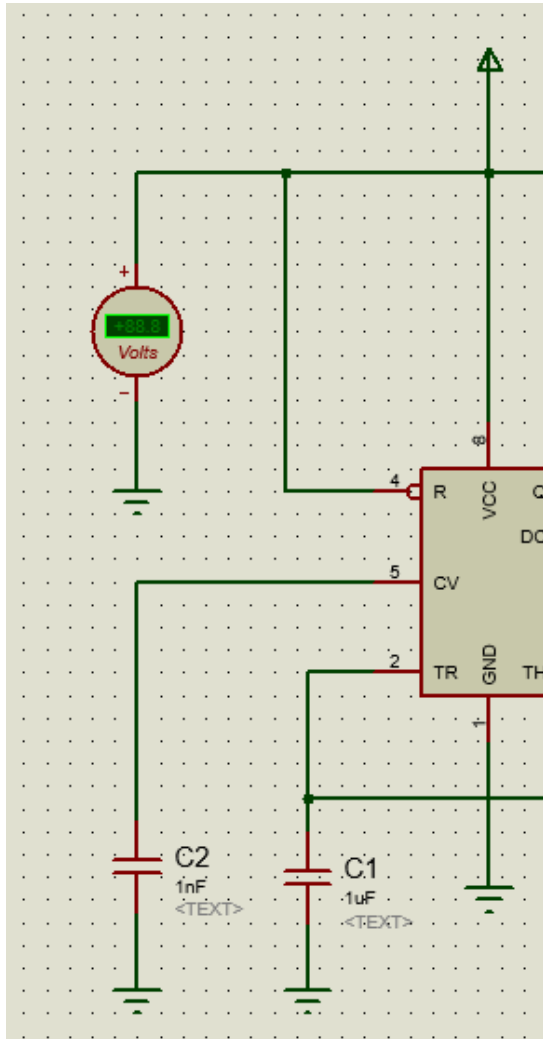 +
+88.8
Volts
−
8
4
R
VCC
Q
DC
5
CV
2
TR
GND
TH
1
C2
1nF
<TEXT>
C1
1uF
<TEXT>